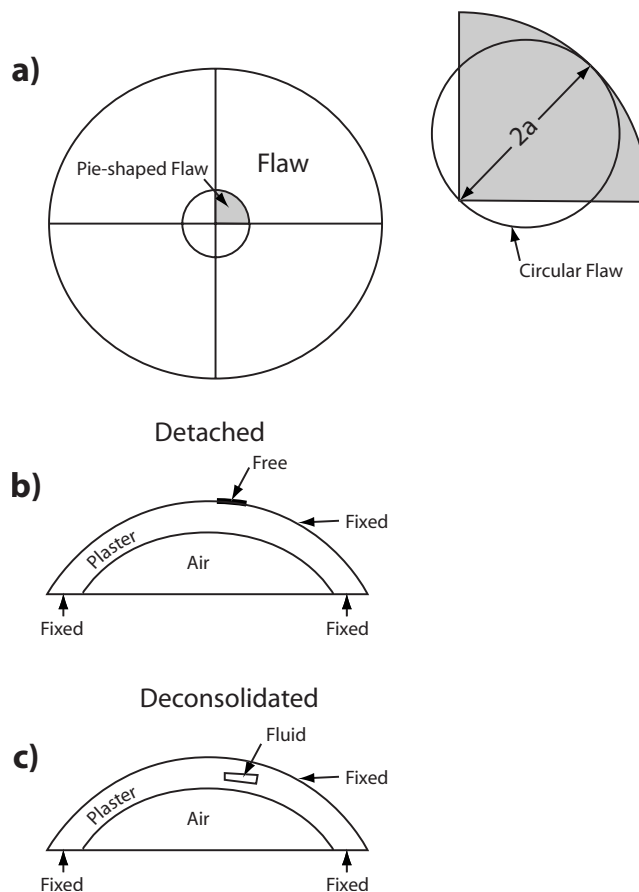 a)
Pie-shaped Flaw
Flaw
2a
Circular Flaw
Detached
b)
Free
Fixed
Plaster
Air
Fixed
Fixed
Deconsolidated
c)
Fluid
Fixed
Plaster
Air
Fixed
Fixed